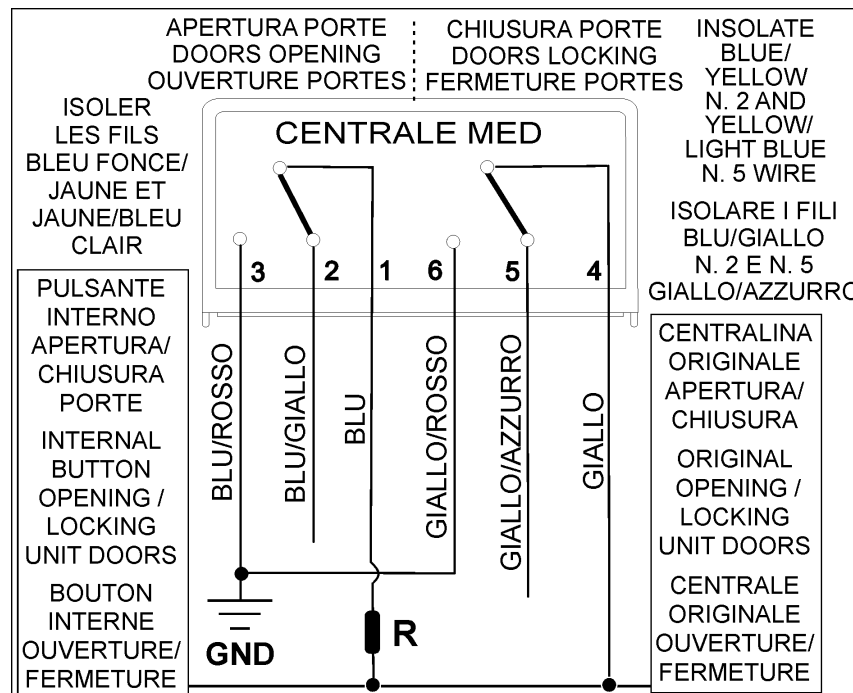 APERTURA PORTE
DOORS OPENING
OUVERTURE PORTES
CHIUSURA PORTE
DOORS LOCKING
FERMETURE PORTES
INSOLATE
BLUE/
YELLOW
N. 2 AND
YELLOW/
LIGHT BLUE
N. 5 WIRE
ISOLER
LES FILS
BLEU FONCE/
JAUNE ET
JAUNE/BLEU
CLAIR
CENTRALE MED
ISOLARE I FILI
BLU/GIALLO
N. 2 E N. 5
GIALLO/AZZURRO
3 2 1 6 5 4
PULSANTE
INTERNO
APERTURA/
CHIUSURA
PORTE
INTERNAL
BUTTON
OPENING /
LOCKING
UNIT DOORS
BOUTON
INTERNE
OUVERTURE/
FERMETURE
BLU/ROSSO
BLU/GIALLO
BLU
GIALLO/ROSSO
GIALLO/AZZURRO
GIALLO
GND
R
CENTRALINA
ORIGINALE
APERTURA/
CHIUSURA
ORIGINAL
OPENING /
LOCKING
UNIT DOORS
CENTRALE
ORIGINALE
OUVERTURE/
FERMETURE